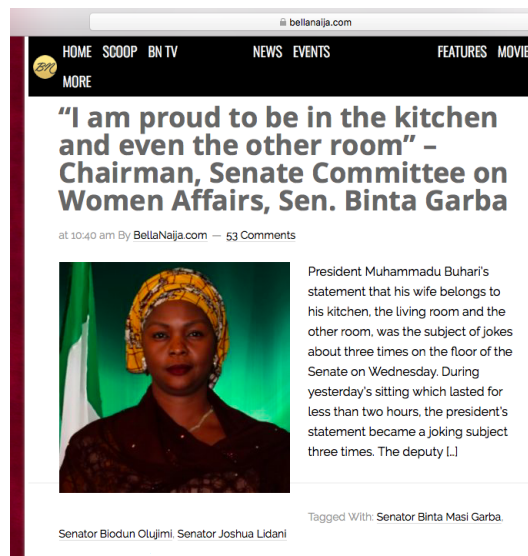 bellanaija.com
BN
HOME SCOOP BN TV NEWS EVENTS FEATURES MOVIE
MORE
“I am proud to be in the kitchen
and even the other room” –
Chairman, Senate Committee on
Women Affairs, Sen. Binta Garba
at 10:40 am By BellaNaija.com — 53 Comments
President Muhammadu Buhari's
statement that his wife belongs to
his kitchen, the living room and the
other room, was the subject of jokes
about three times on the floor of the
Senate on Wednesday. During
yesterday's sitting which lasted for
less than two hours, the president's
statement became a joking subject
three times. The deputy [...]
Tagged With: Senator Binta Masi Garba,
Senator Biodun Olujimi, Senator Joshua Lidani